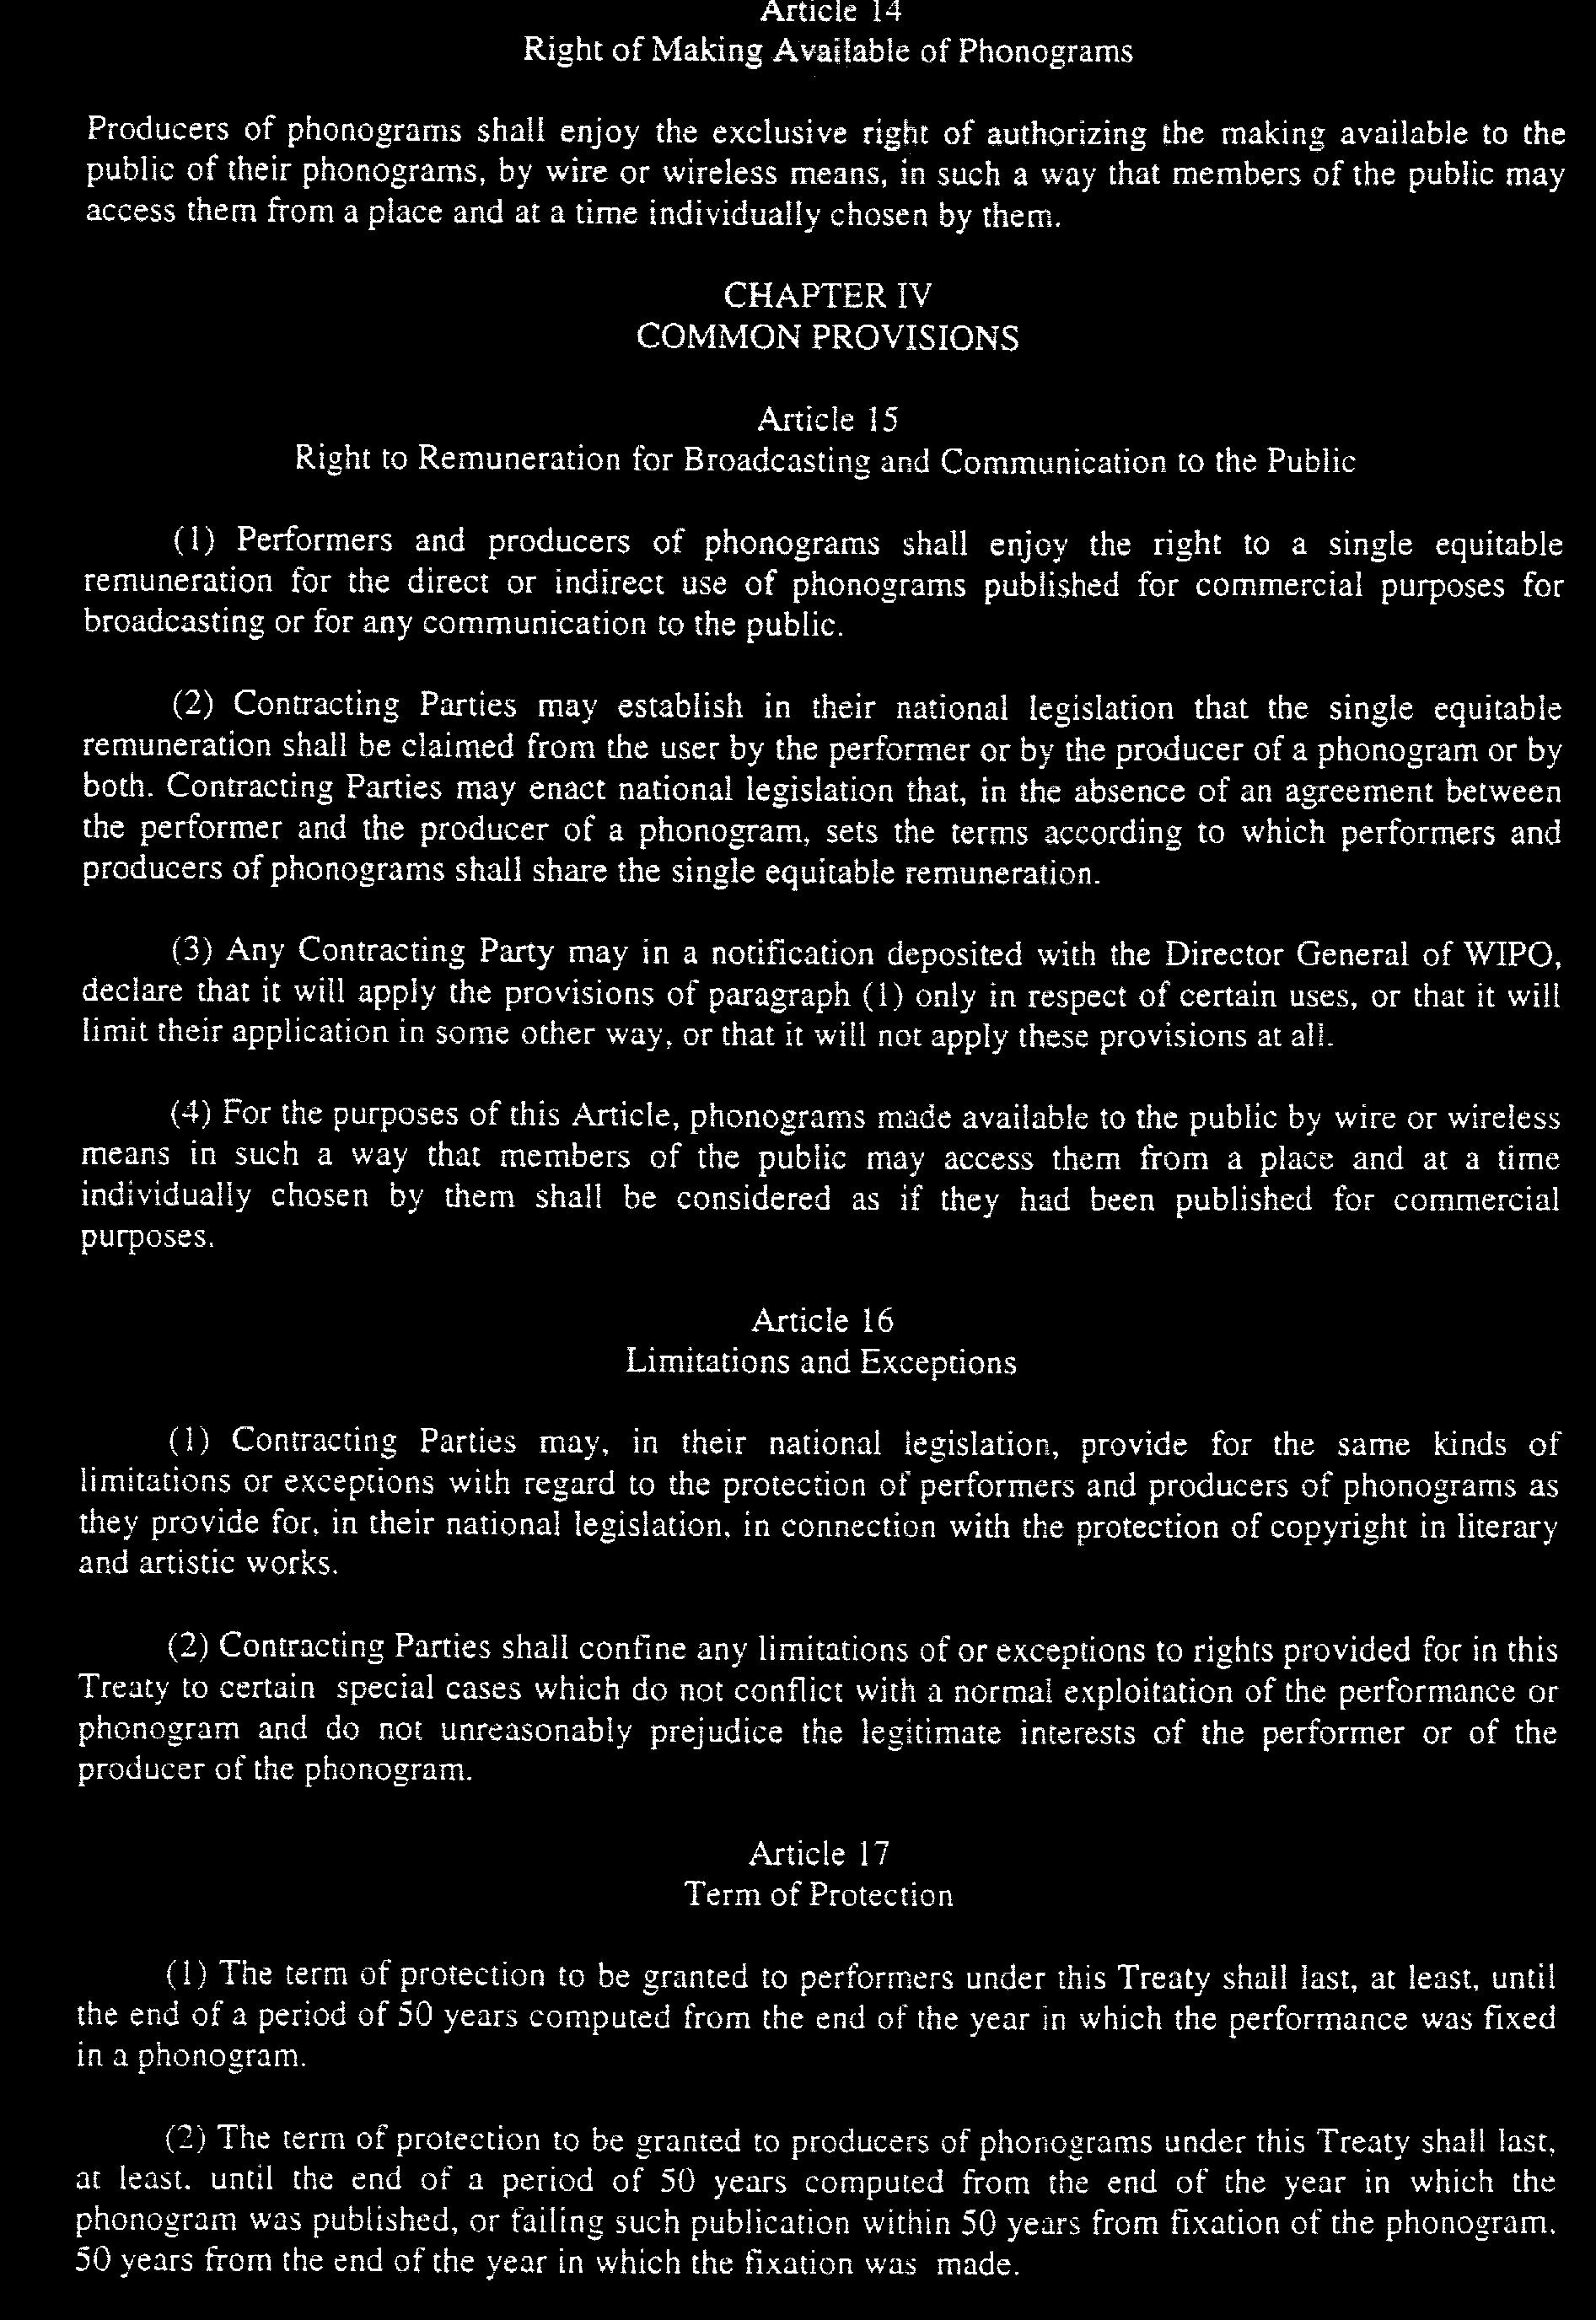 Article 14
Right of Making Available of Phonograms
Producers of phonograms shall enjoy the exclusive right of authorizing the making available to the
public of their phonograms, by wire or wireless means, in such a way that members of the public may
access them from a place and at a time individually chosen by them.
CHAPTER IV
COMMON PROVISIONS
Article 15
Right to Remuneration for Broadcasting and Communication to the Public
(1) Performers and producers of phonograms shall enjoy the right to a single equitable
remuneration for the direct or indirect use of phonograms published for commercial purposes for
broadcasting or for any communication to the public.
(2) Contracting Parties may establish in their national legislation that the single equitable
remuneration shall be claimed from the user by the performer or by the producer of a phonogram or by
both. Contracting Parties may enact national legislation that, in the absence of an agreement between
the performer and the producer of a phonogram, sets the terms according to which performers and
producers of phonograms shall share the single equitable remuneration.
(3) Any Contracting Party may in a notification deposited with the Director General of WIPO,
declare that it will apply the provisions of paragraph (1) only in respect of certain uses, or that it will
limit their application in some other way, or that it will not apply these provisions at all.
(4) For the purposes of this Article, phonograms made available to the public by wire or wireless
means in such a way that members of the public may access them from a place and at a time
individually chosen by them shall be considered as if they had been published for commercial
purposes.
Article 16
Limitations and Exceptions
(1) Contracting Parties may, in their national legislation, provide for the same kinds of
limitations or exceptions with regard to the protection of performers and producers of phonograms as
they provide for, in their national legislation, in connection with the protection of copyright in literary
and artistic works.
(2) Contracting Parties shall confine any limitations of or exceptions to rights provided for in this
Treaty to certain special cases which do not conflict with a normal exploitation of the performance or
phonogram and do not unreasonably prejudice the legitimate interests of the performer or of the
producer of the phonogram.
Article 17
Term of Protection
(1) The term of protection to be granted to performers under this Treaty shall last, at least, until
the end of a period of 50 years computed from the end of the year in which the performance was fixed
in a phonogram.
(2) The term of protection to be granted to producers of phonograms under this Treaty shall last,
at least, until the end of a period of 50 years computed from the end of the year in which the
phonogram was published, or failing such publication within 50 years from fixation of the phonogram,
50 years from the end of the year in which the fixation was made.